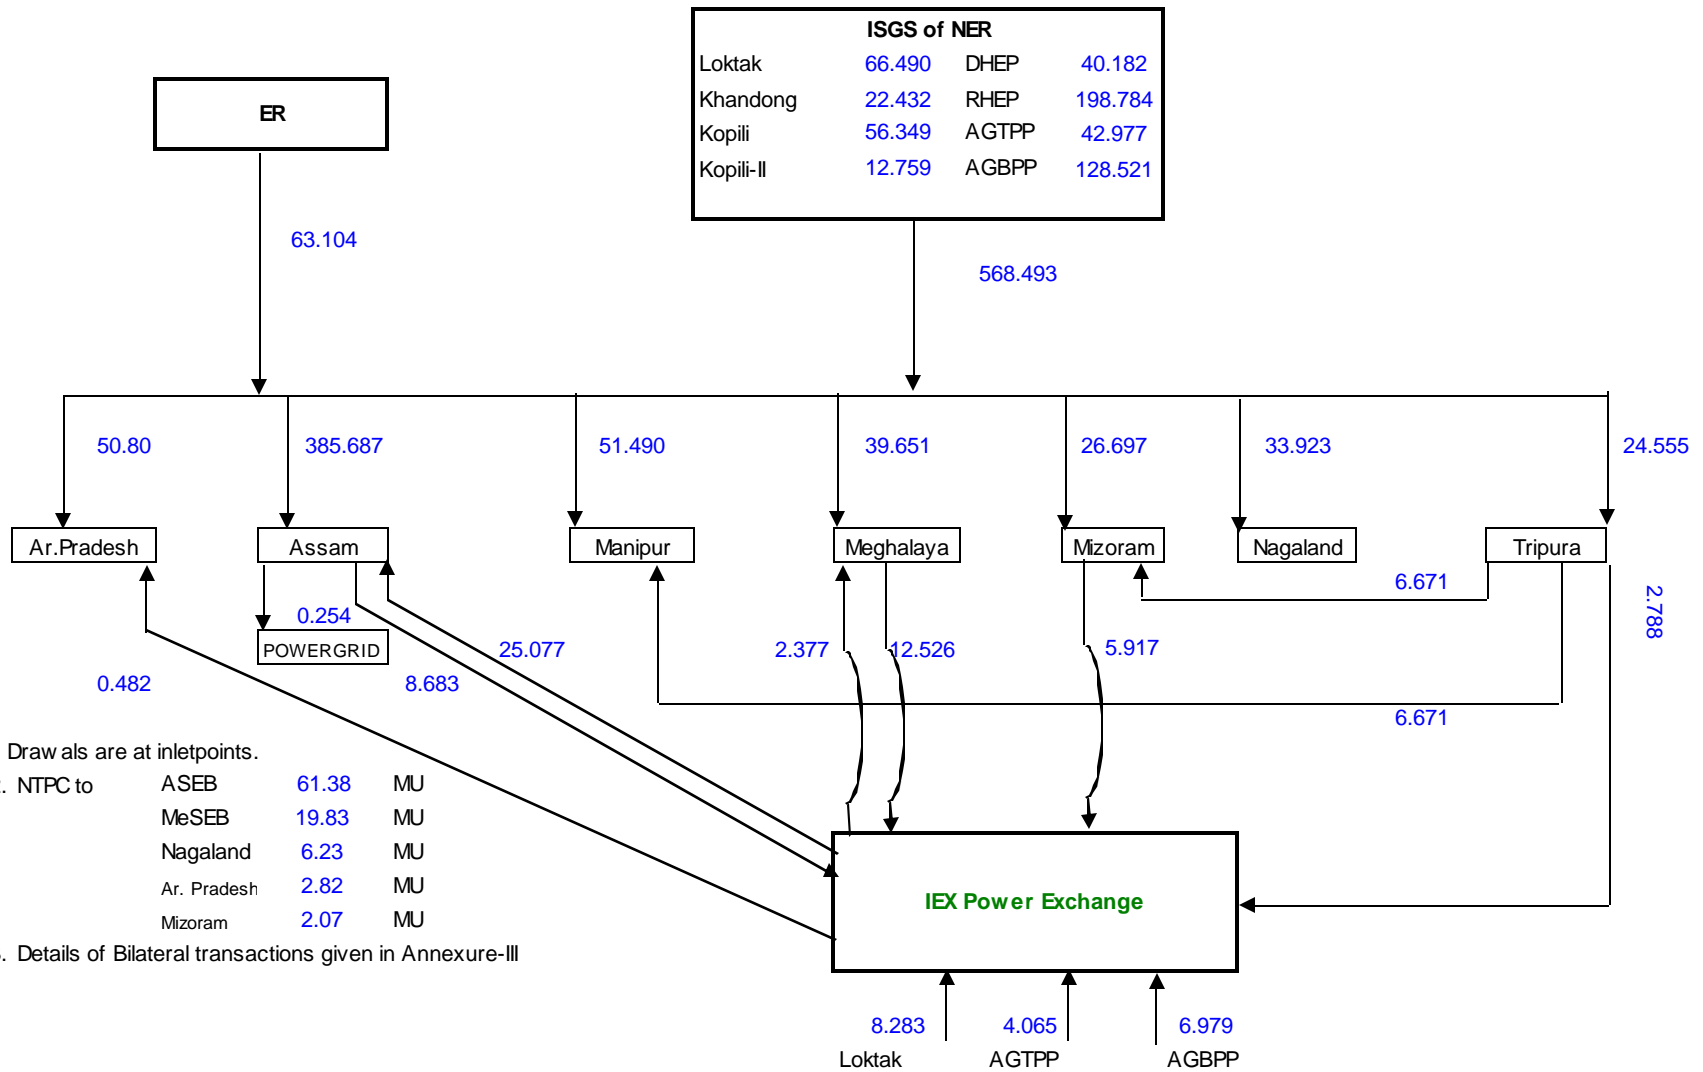 ISGS of NER
Loktak 66.490 DHEP 40.182
Khandong 22.432 RHEP 198.784
Kopili 56.349 AGTPP 42.977
Kopili-II 12.759 AGBPP 128.521
ER
63.104
568.493
50.80 385.687 51.490 39.651 26.697 33.923 24.555
Ar.Pradesh Assam Manipur Meghalaya Mizoram Nagaland Tripura
6.671
2.788
0.254
POWERGRID
25.077 2.377 12.526 5.917
0.482 8.683
6.671
Drawals are at inletpoints.
. NTPC to ASEB 61.38 MU
MeSEB 19.83 MU
Nagaland 6.23 MU
Ar. Pradesh 2.82 MU
Mizoram 2.07 MU
. Details of Bilateral transactions given in Annexure-III
IEX Power Exchange
8.283 4.065 6.979
Loktak AGTPP AGBPP